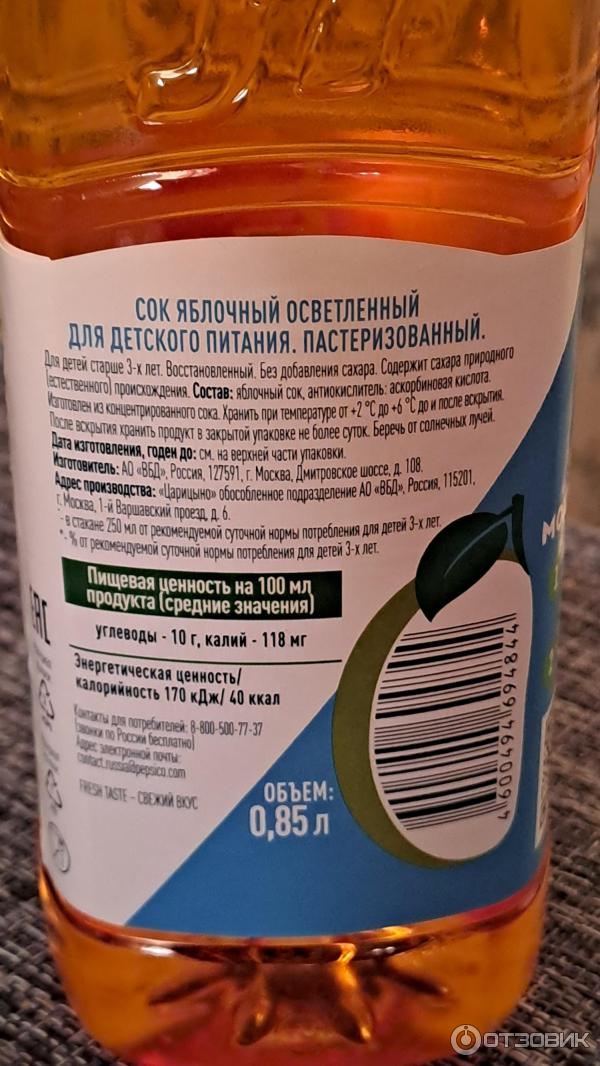 СОК ЯБЛОЧНЫЙ ОСВЕТЛЕННЫЙ
ДЛЯ ДЕТСКОГО ПИТАНИЯ. ПАСТЕРИЗОВАННЫЙ.
Для детей старше 3-х лет. Восстановленный. Без добавления сахара. Содержит сахара природного
(естественного) происхождения. Состав: яблочный сок, антиокислитель: аскорбиновая кислота.
Изготовлен из концентрированного сока. Хранить при температуре от +2 °С до +6 °С до и после вскрытия.
После вскрытия хранить продукт в закрытой упаковке не более суток. Беречь от солнечных лучей.
Дата изготовления, годен до: см. на верхней части упаковки.
Изготовитель: АО «ВБД», Россия, 127591, г. Москва, Дмитровское шоссе, д. 108.
Адрес производства: «Царицыно» обособленное подразделение АО «ВБД», Россия, 115201,
г. Москва, 1-й Варшавский проезд, д. 6.
- в стакане 250 мл от рекомендуемой суточной нормы потребления для детей 3-х лет.
*- % от рекомендуемой суточной нормы потребления для детей 3-х лет.
Пищевая ценность на 100 мл
продукта (средние значения)
углеводы - 10 г, калий - 118 мг
Энергетическая ценность/
калорийность 170 кДж/ 40 ккал
Контакты для потребителей: 8-800-500-77-37
(звонки по России бесплатно)
Адрес электронной почты:
contact.russia@pepsico.com
FRESH TASTE – СВЕЖИЙ ВКУС
ОБЪЕМ:
0,85 л
4600494694844
EAC
ОТЗОВИК